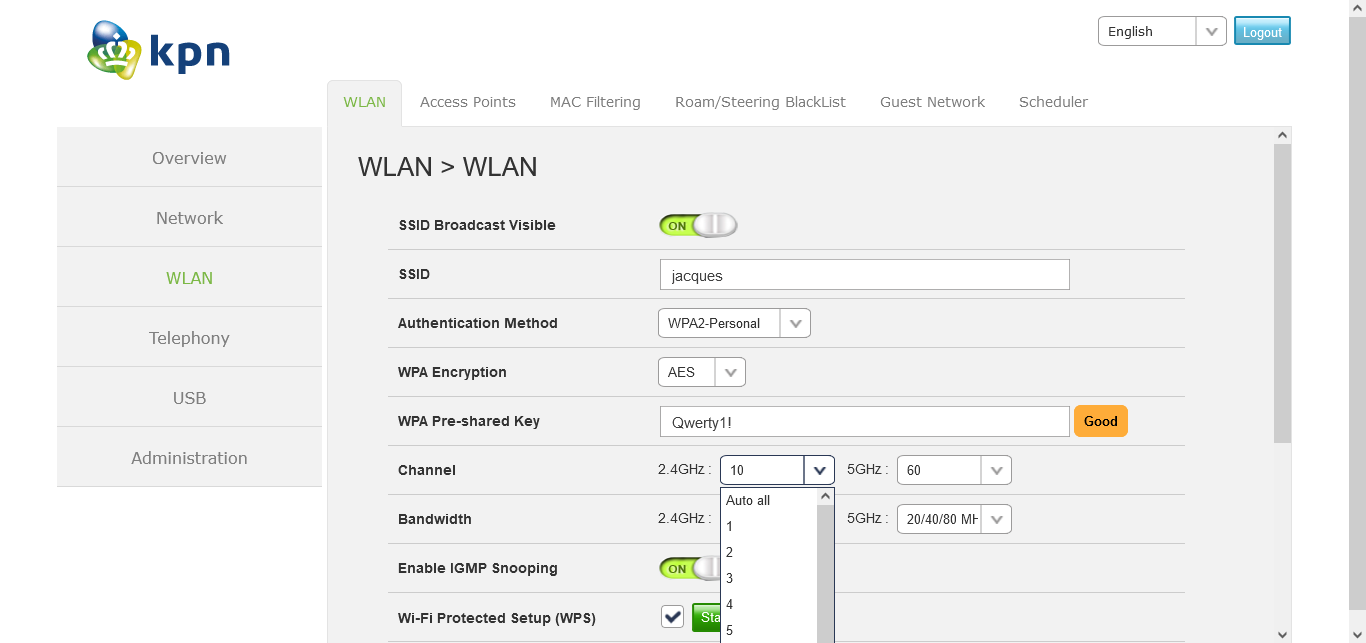 kpn
English
Logout
WLAN Access Points MAC Filtering Roam/Steering BlackList Guest Network Scheduler
Overview
Network
WLAN
Telephony
USB
Administration
WLAN > WLAN
SSID Broadcast Visible ON
SSID jacques
Authentication Method WPA2-Personal
WPA Encryption AES
WPA Pre-shared Key Qwerty1! Good
Channel 2.4GHz : 10 5GHz : 60
Auto all
1
2
3
4
5
Bandwidth 2.4GHz : 5GHz : 20/40/80 MH
Enable IGMP Snooping ON
Wi-Fi Protected Setup (WPS) Sta